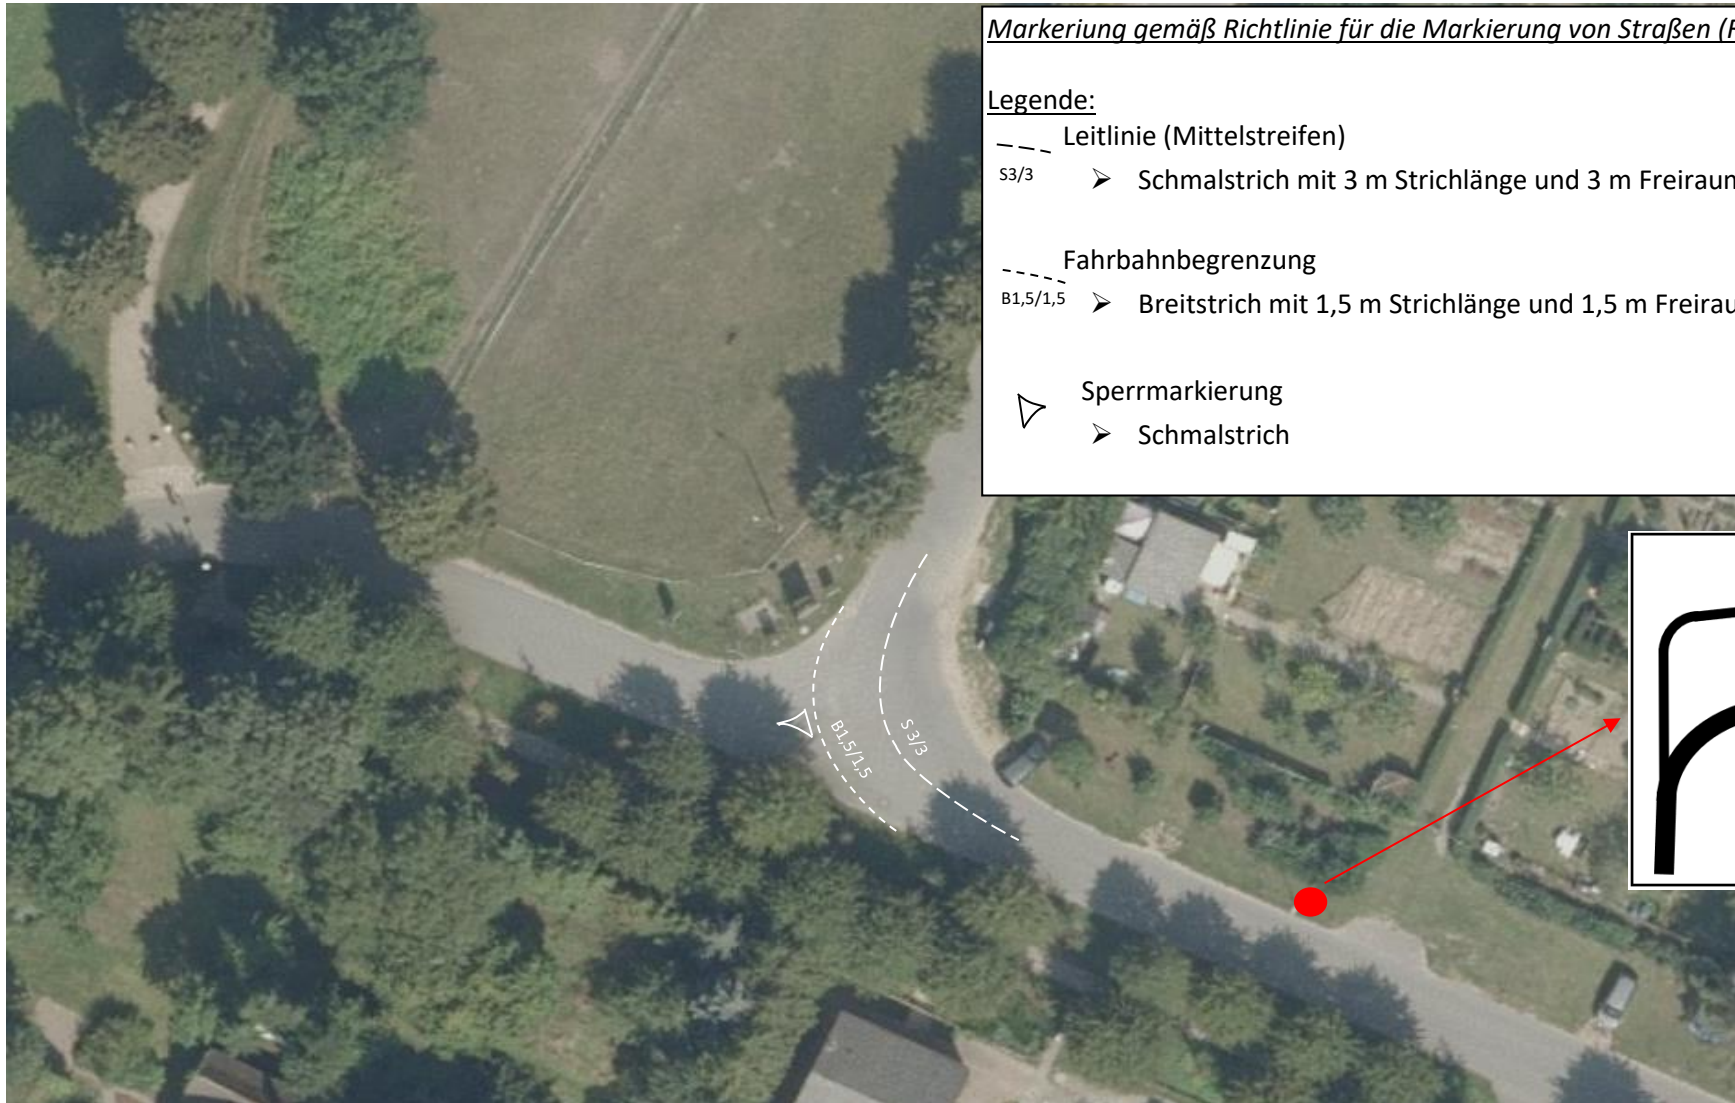 Markeriung gemäß Richtlinie für die Markierung von Straßen (
Legende:
Leitlinie (Mittelstreifen)
S3/3
➢ Schmalstrich mit 3 m Strichlänge und 3 m
Fahrbahnbegrenzung
B1,5/1,5
➢ Breitstrich mit 1,5 m Strichlänge und 1,5 m
Sperrmarkierung
➢ Schmalstrich
S 3/3
B1,5/1,5